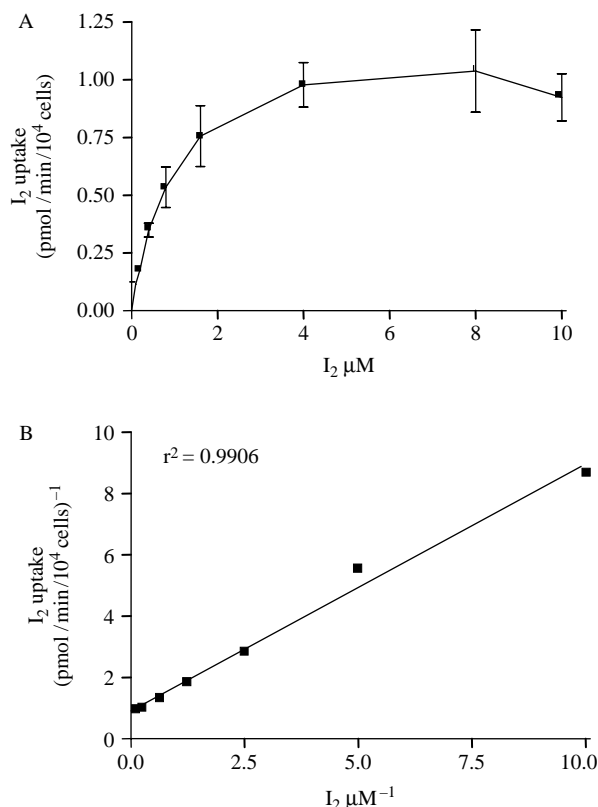 A
1.25
1.00
0.75
0.50
0.25
0.00
I₂ uptake
(pmol/min/10⁴ cells)
0 2 4 6 8 10
I₂ µM
B
r² = 0.9906
10
8
6
4
2
0
I₂ uptake
(pmol/min/10⁴ cells)⁻¹
0.0 2.5 5.0 7.5 10.0
I₂ µM⁻¹